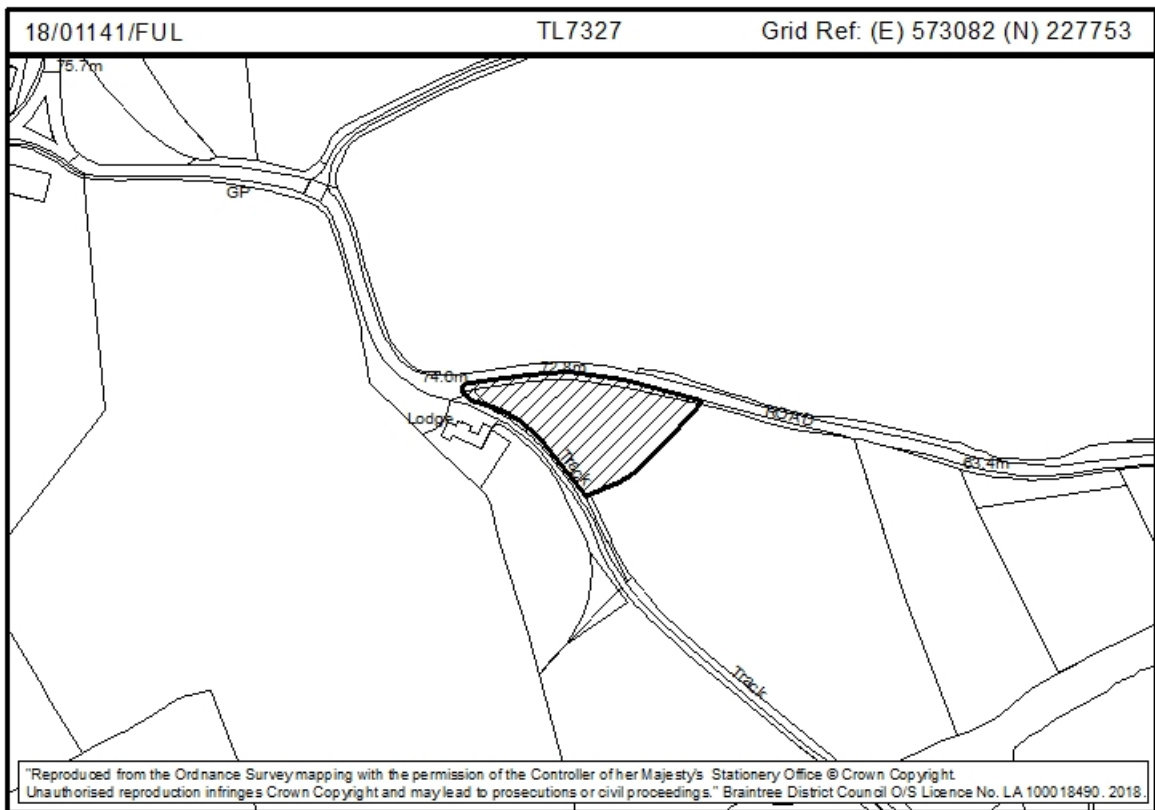 18/01141/FUL TL7327 Grid Ref: (E) 573082 (N) 227753
75.7m
GP
72.8m
74.0m
Lodge
ROAD
Track
63.4m
Track
"Reproduced from the Ordnance Survey mapping with the permission of the Controller of her Majesty's Stationery Office © Crown Copyright.
Unauthorised reproduction infringes Crown Copyright and may lead to prosecutions or civil proceedings." Braintree District Council O/S Licence No. LA 100018490. 2018.